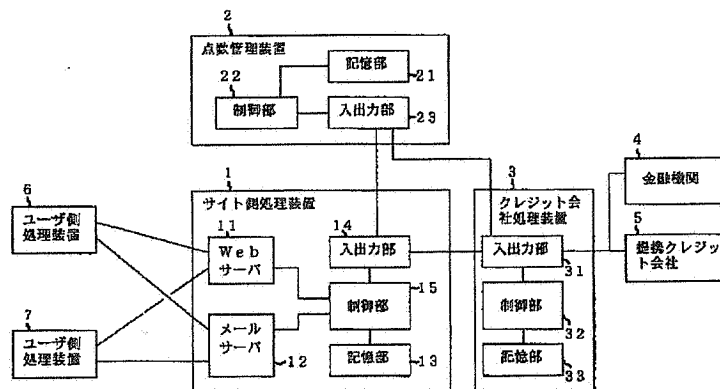 2
点数管理装置
記憶部
21
22
制御部
入出力部
23
1
サイト側処理装置
3
クレジット会
社処理装置
4
金融機関
5
提携クレジッ
ト会社
6
ユーザ側
処理装置
11
Web
サーバ
14
入出力部
入出力部
31
15
制御部
制御部
32
7
ユーザ側
処理装置
メール
サーバ
12
記憶部
13
記憶部
33